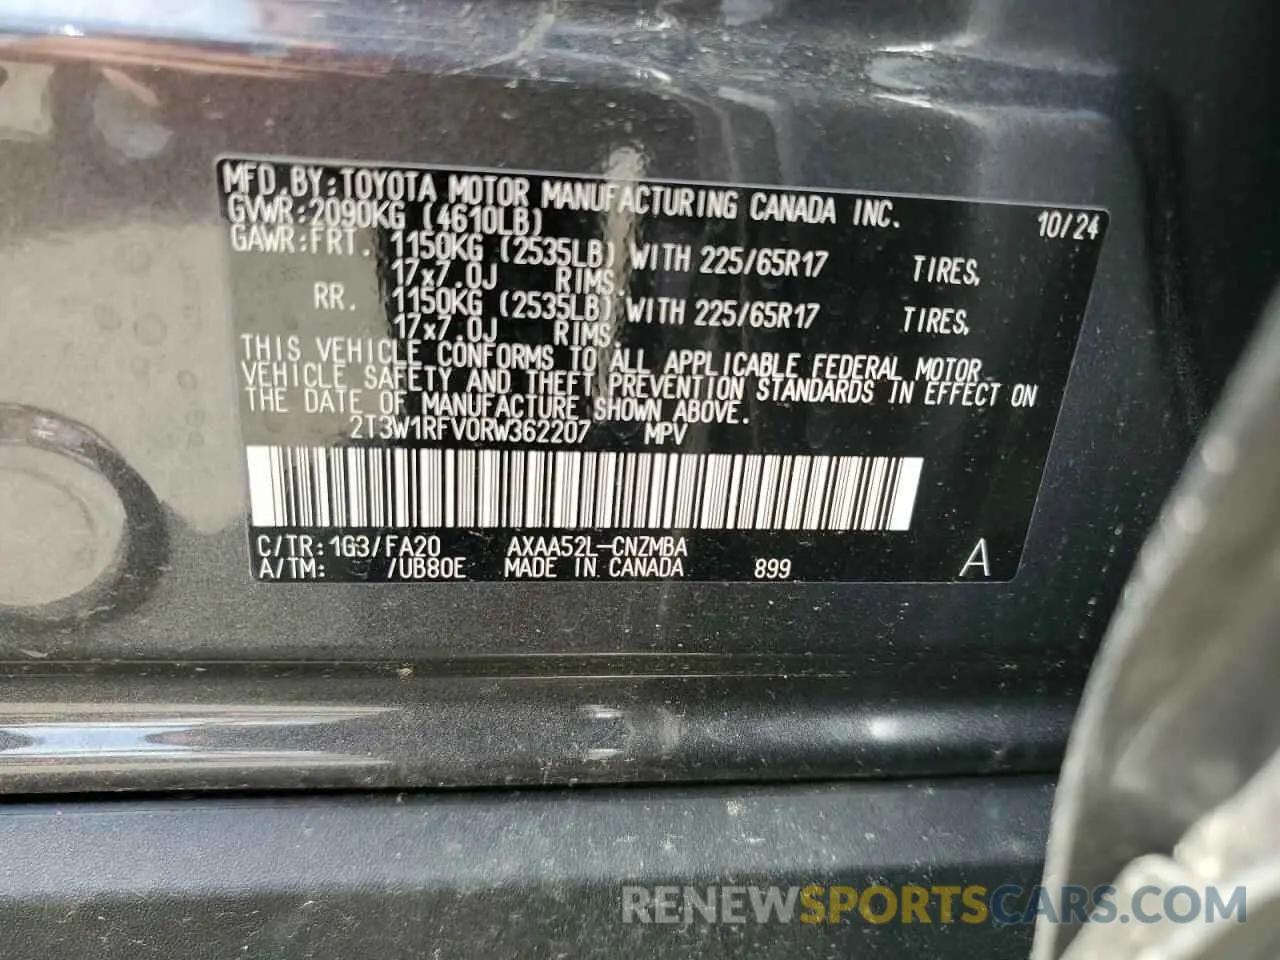 MFD.BY:TOYOTA MOTOR MANUFACTURING CANADA INC. 10/24
GVWR:2090KG (4610LB)
GAWR:FRT. 1150KG (2535LB) WITH 225/65R17 TIRES,
17x7.0J RIMS.
RR. 1150KG (2535LB) WITH 225/65R17 TIRES,
17x7.0J RIMS.
THIS VEHICLE CONFORMS TO ALL APPLICABLE FEDERAL MOTOR
VEHICLE SAFETY AND THEFT PREVENTION STANDARDS IN EFFECT ON
THE DATE OF MANUFACTURE SHOWN ABOVE.
2T3W1RFV0RW362207 MPV
C/TR:1G3/FA20 AXAA52L-CNZMBA
A/TM: /UB80E MADE IN CANADA 899 A
RENEWSPORTSCARS.COM